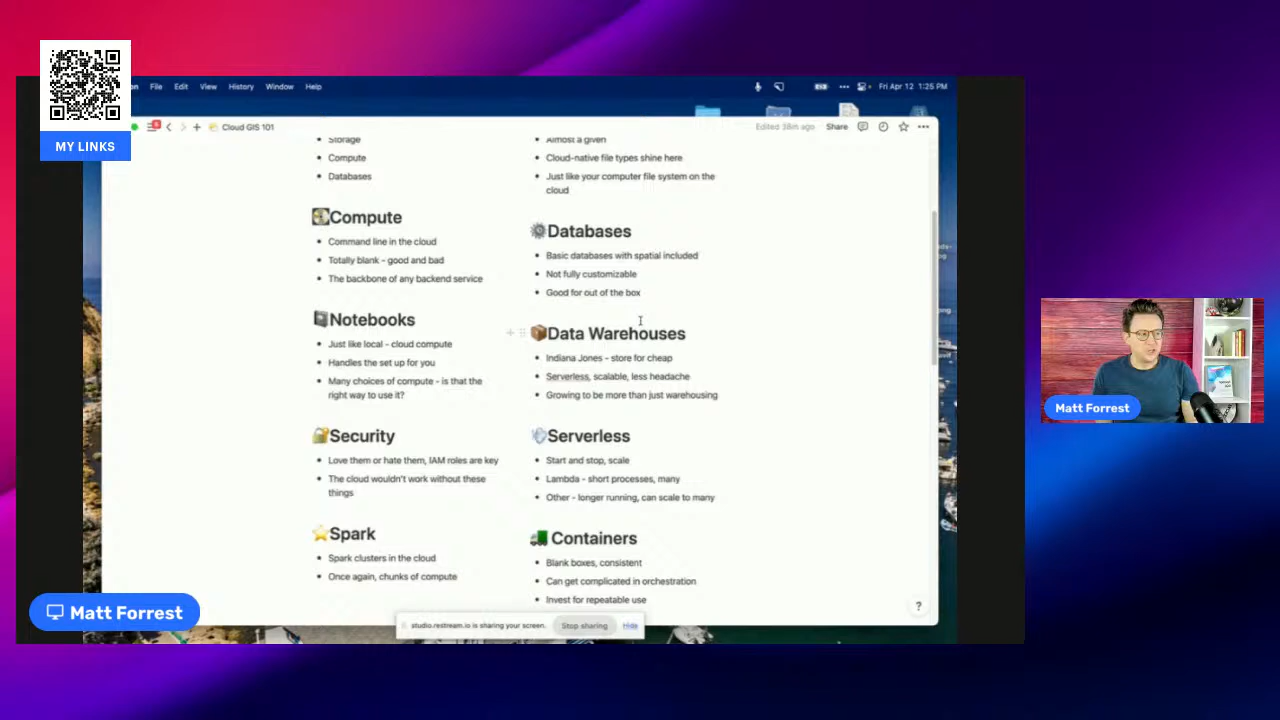 MY LINKS
File Edit View History Window Help
Fri Apr 12 1:25 PM
Cloud GIS 101
Edited 38m ago Share
Storage
Compute
Databases
Almost a given
Cloud-native file types shine here
Just like your computer file system on the
cloud
Compute
Command line in the cloud
Totally blank - good and bad
The backbone of any backend service
Databases
Basic databases with spatial included
Not fully customizable
Good for out of the box
Notebooks
Just like local - cloud compute
Handles the set up for you
Many choices of compute - is that the
right way to use it?
Data Warehouses
Indiana Jones - store for cheap
Serverless, scalable, less headache
Growing to be more than just warehousing
Security
Love them or hate them, IAM roles are key
The cloud wouldn't work without these
things
Serverless
Start and stop, scale
Lambda - short processes, many
Other - longer running, can scale to many
Spark
Spark clusters in the cloud
Once again, chunks of compute
Containers
Blank boxes, consistent
Can get complicated in orchestration
Invest for repeatable use
?
studio.restream.io is sharing your screen. Stop sharing Hide
Matt Forrest
Matt Forrest